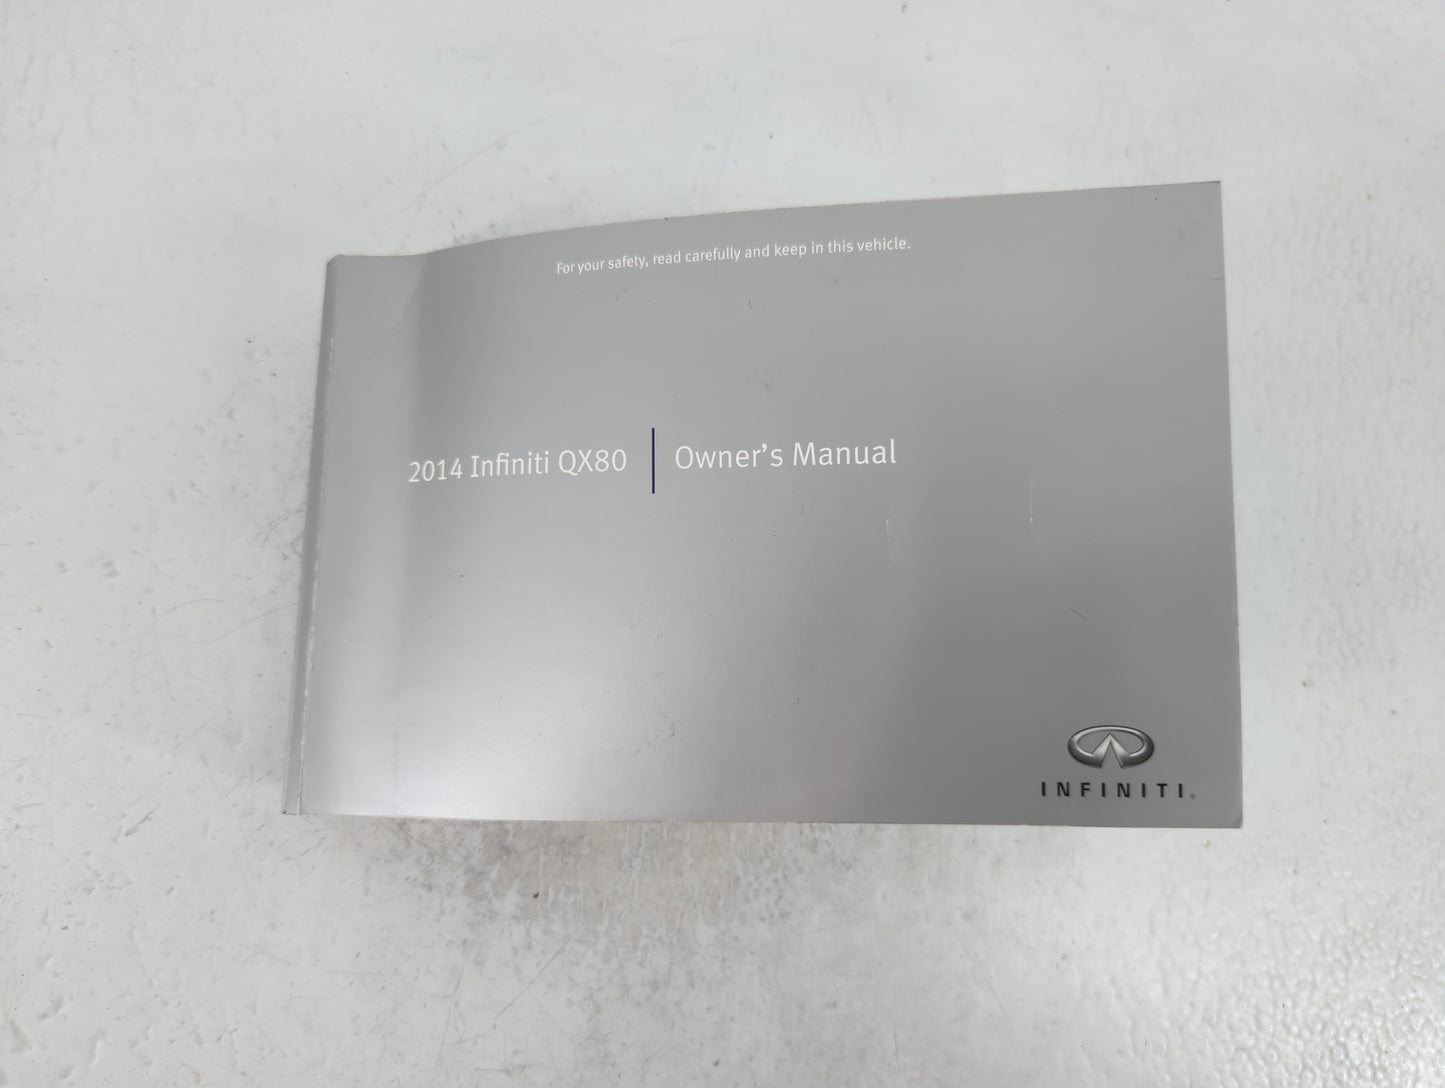 For your safety, read carefully and keep in this vehicle.
2014 Infiniti QX80 | Owner's Manual
INFINITI®